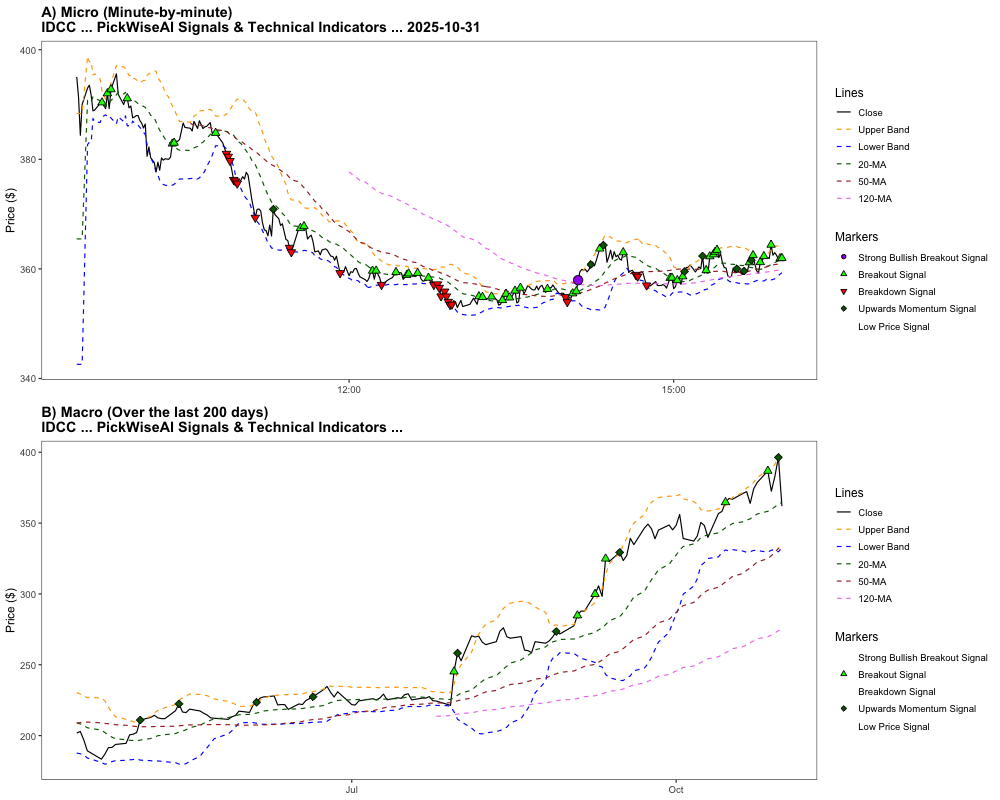 A) Micro (Minute-by-minute)
IDCC ... PickWiseAI Signals & Technical Indicators ... 2025-10-31
Price ($)
400
380
360
340
12:00
15:00
Lines
Close
Upper Band
Lower Band
20-MA
50-MA
120-MA
Markers
Strong Bullish Breakout Signal
Breakout Signal
Breakdown Signal
Upwards Momentum Signal
Low Price Signal
B) Macro (Over the last 200 days)
IDCC ... PickWiseAI Signals & Technical Indicators ...
Price ($)
400
350
300
250
200
Jul
Oct
Lines
Close
Upper Band
Lower Band
20-MA
50-MA
120-MA
Markers
Strong Bullish Breakout Signal
Breakout Signal
Breakdown Signal
Upwards Momentum Signal
Low Price Signal